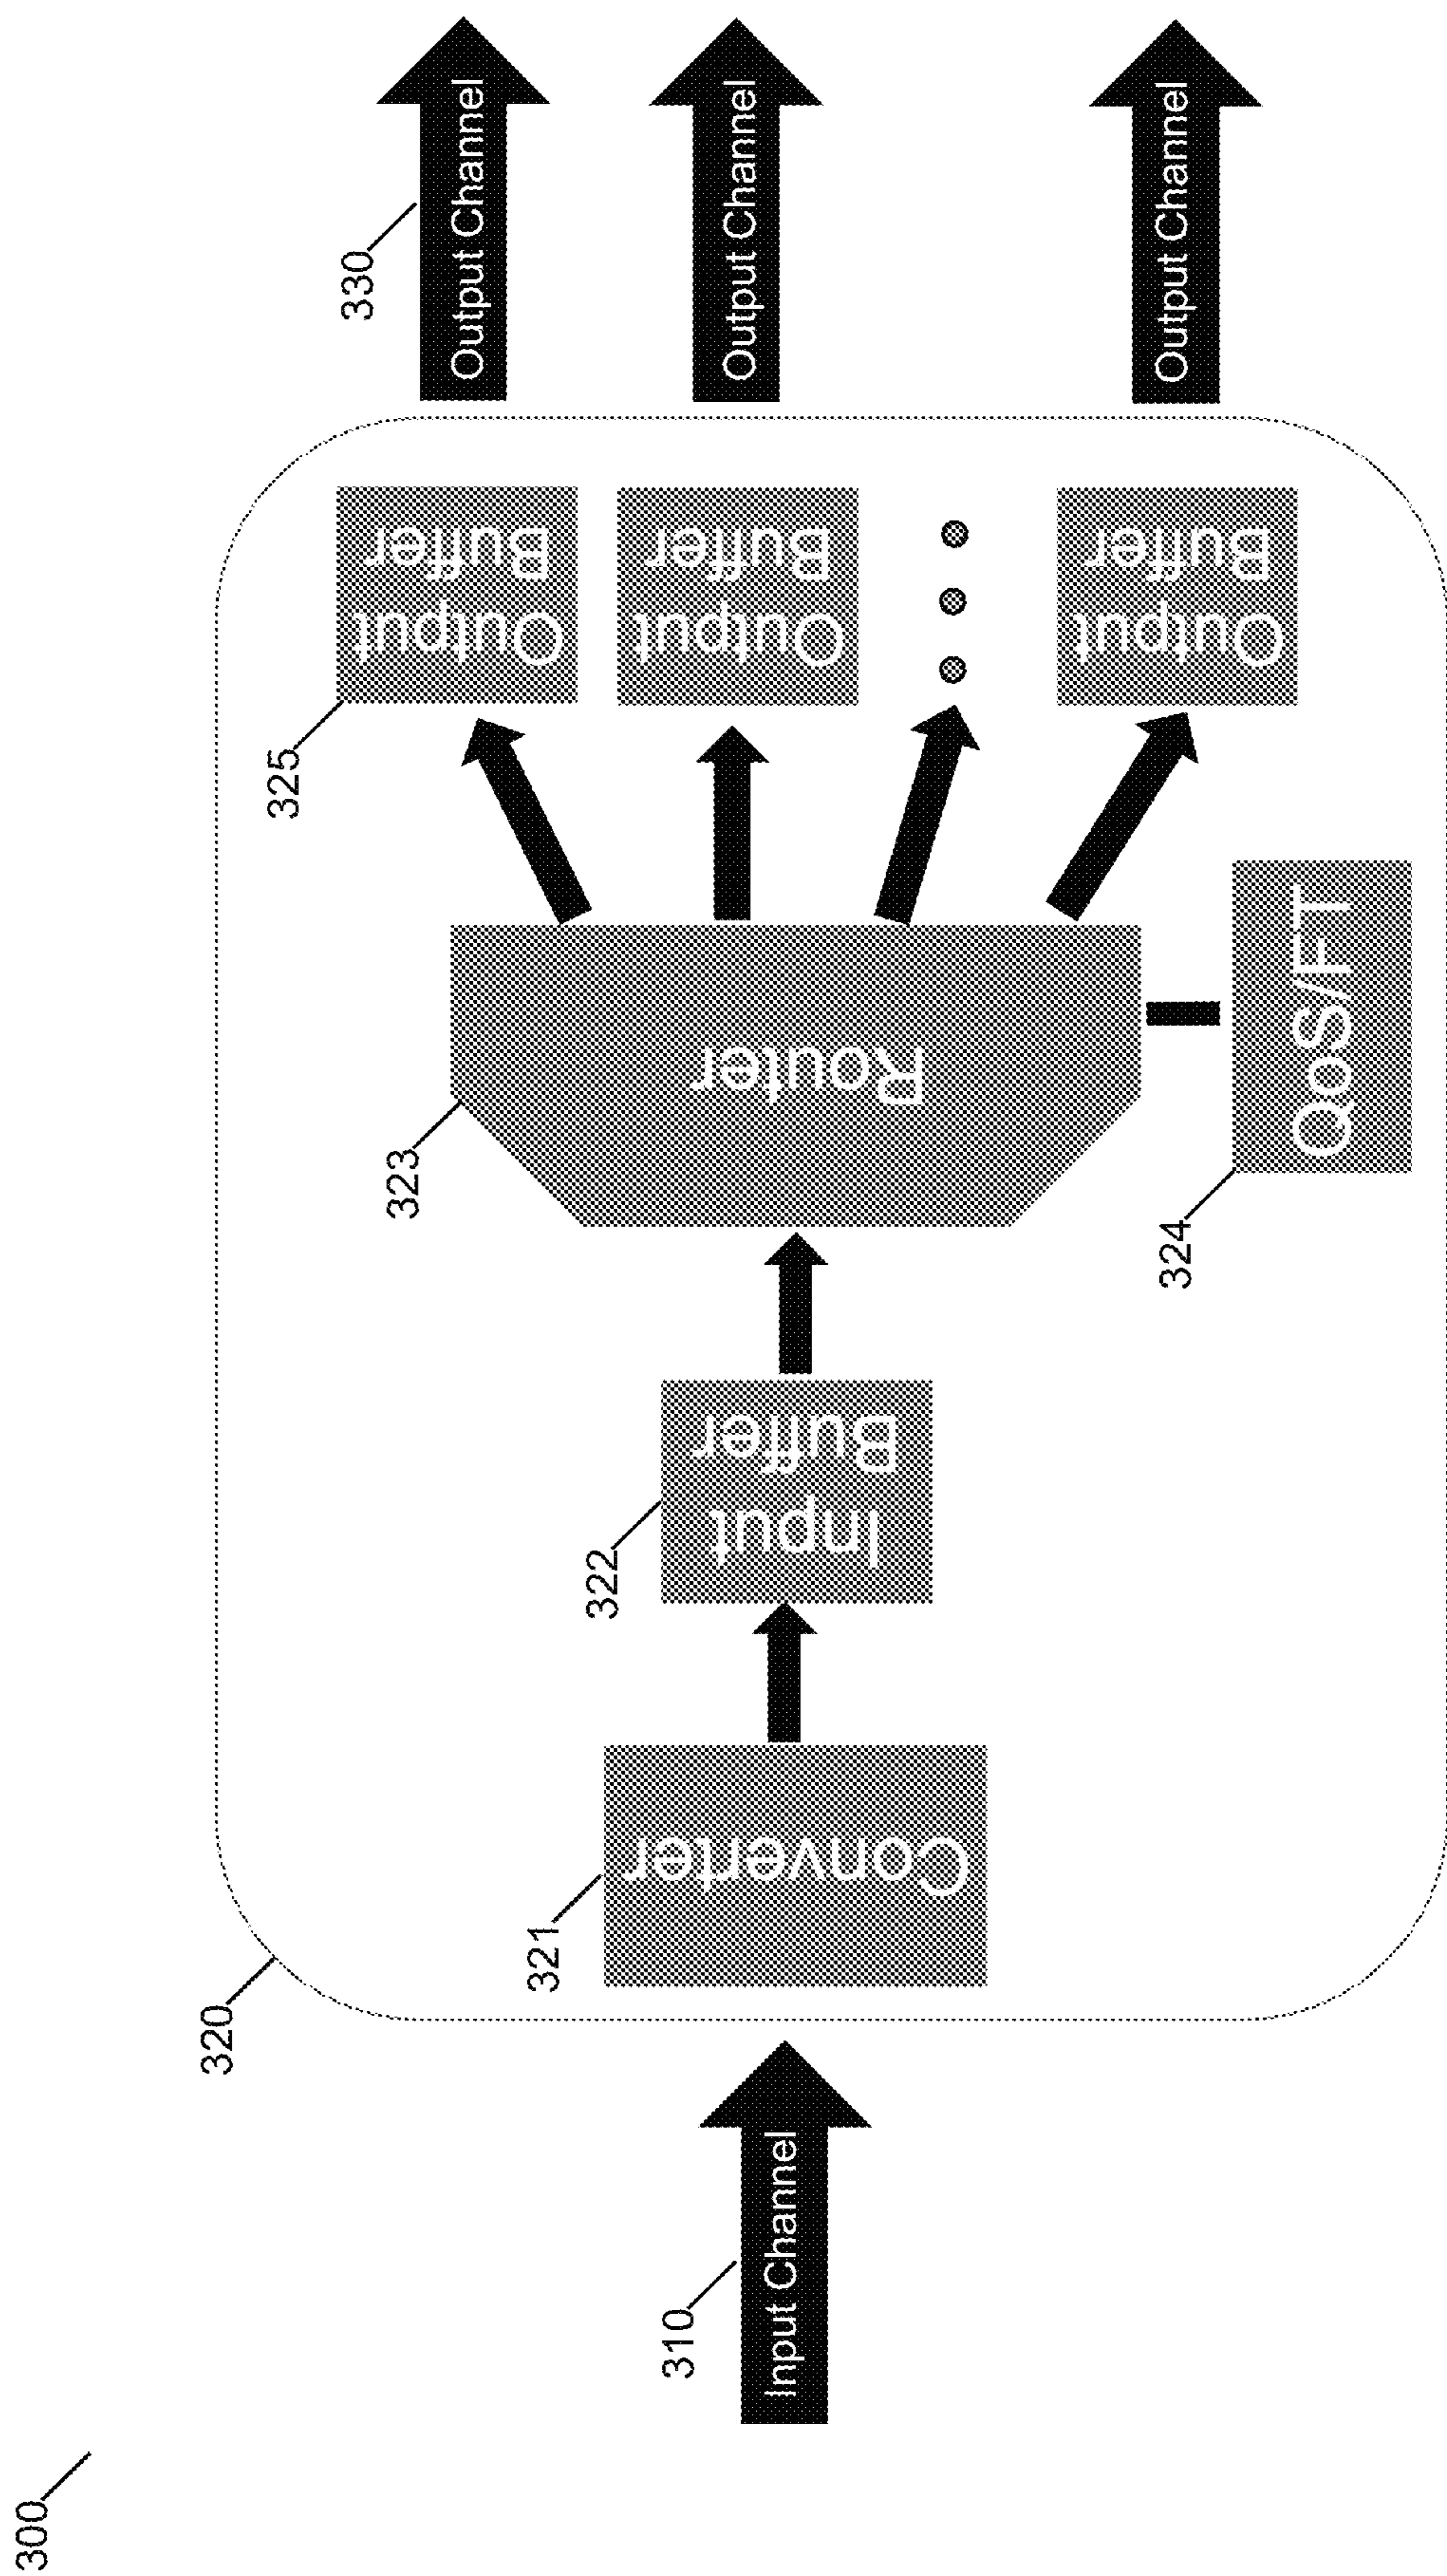 300
310
Input Channel
320
321
Converter
322
Input
Buffer
323
Router
324
QoS/FT
325
Output
Buffer
Output
Buffer
Output
Buffer
330
Output Channel
Output Channel
Output Channel